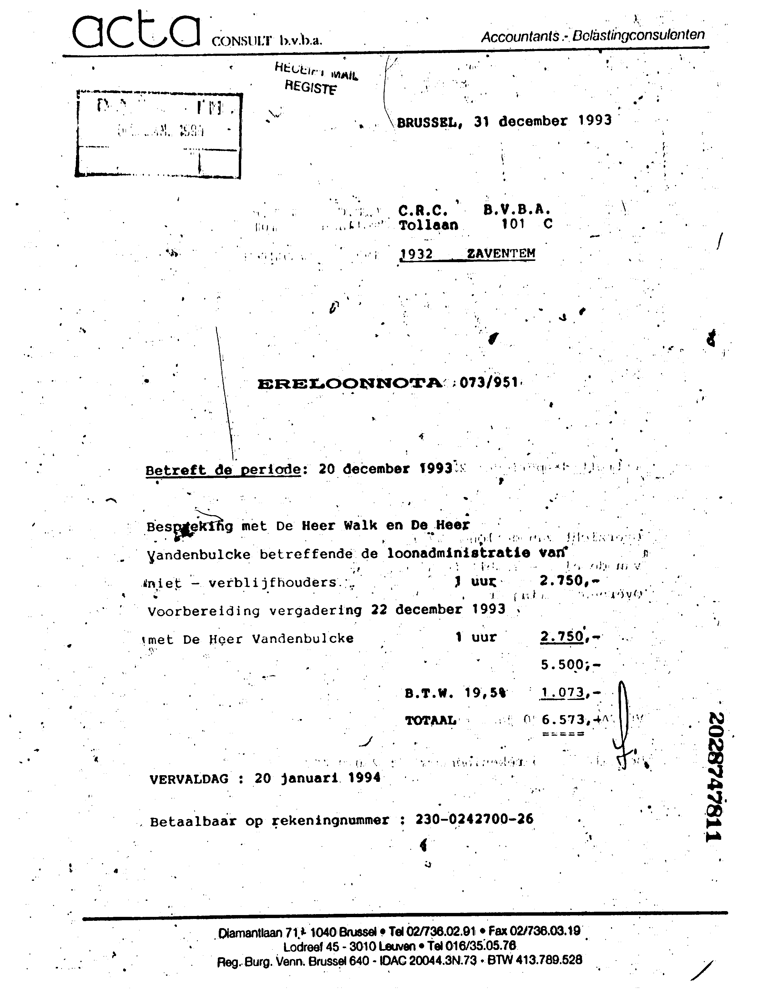 acta CONSULT b.v.b.a. Accountants - Belastingconsulenten
MAIL
REGISTE
BRUSSEL, 31 december 1993
C.R.C. B.V.B.A.
Tollaan 101 C
1932 ZAVENTEM
ERELOONNOTA : 073/951
Betreft de periode: 20 december 1993
Bespreking met De Heer Walk en De Heer
Vandenbulcke betreffende de loonadministratie van
niet - verblijfhouders. 1 uur 2.750,-
Voorbereiding vergadering 22 december 1993
met De Heer Vandenbulcke 1 uur 2.750,-
5.500,-
B.T.W. 19,5% 1.073,-
TOTAAL 6.573,-
=====
VERVALDAG : 20 januari 1994
Betaalbaar op rekeningnummer : 230-0242700-26
2028747811
Diamantlaan 71 - 1040 Brussel • Tel 02/736.02.91 • Fax 02/736.03.19
Lodreef 45 - 3010 Leuven • Tel 016/35.05.76
Reg. Burg. Venn. Brussel 640 - IDAC 20044.3N.73 - BTW 413.789.528